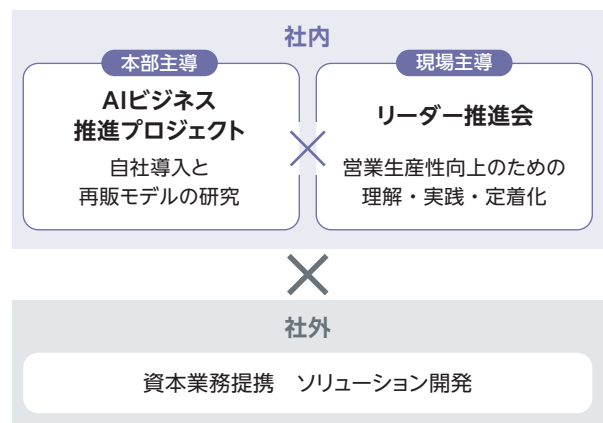 社内
本部主導
AIビジネス
推進プロジェクト
自社導入と
再販モデルの研究
現場主導
リーダー推進会
営業生産性向上のための
理解・実践・定着化
社外
資本業務提携　ソリューション開発